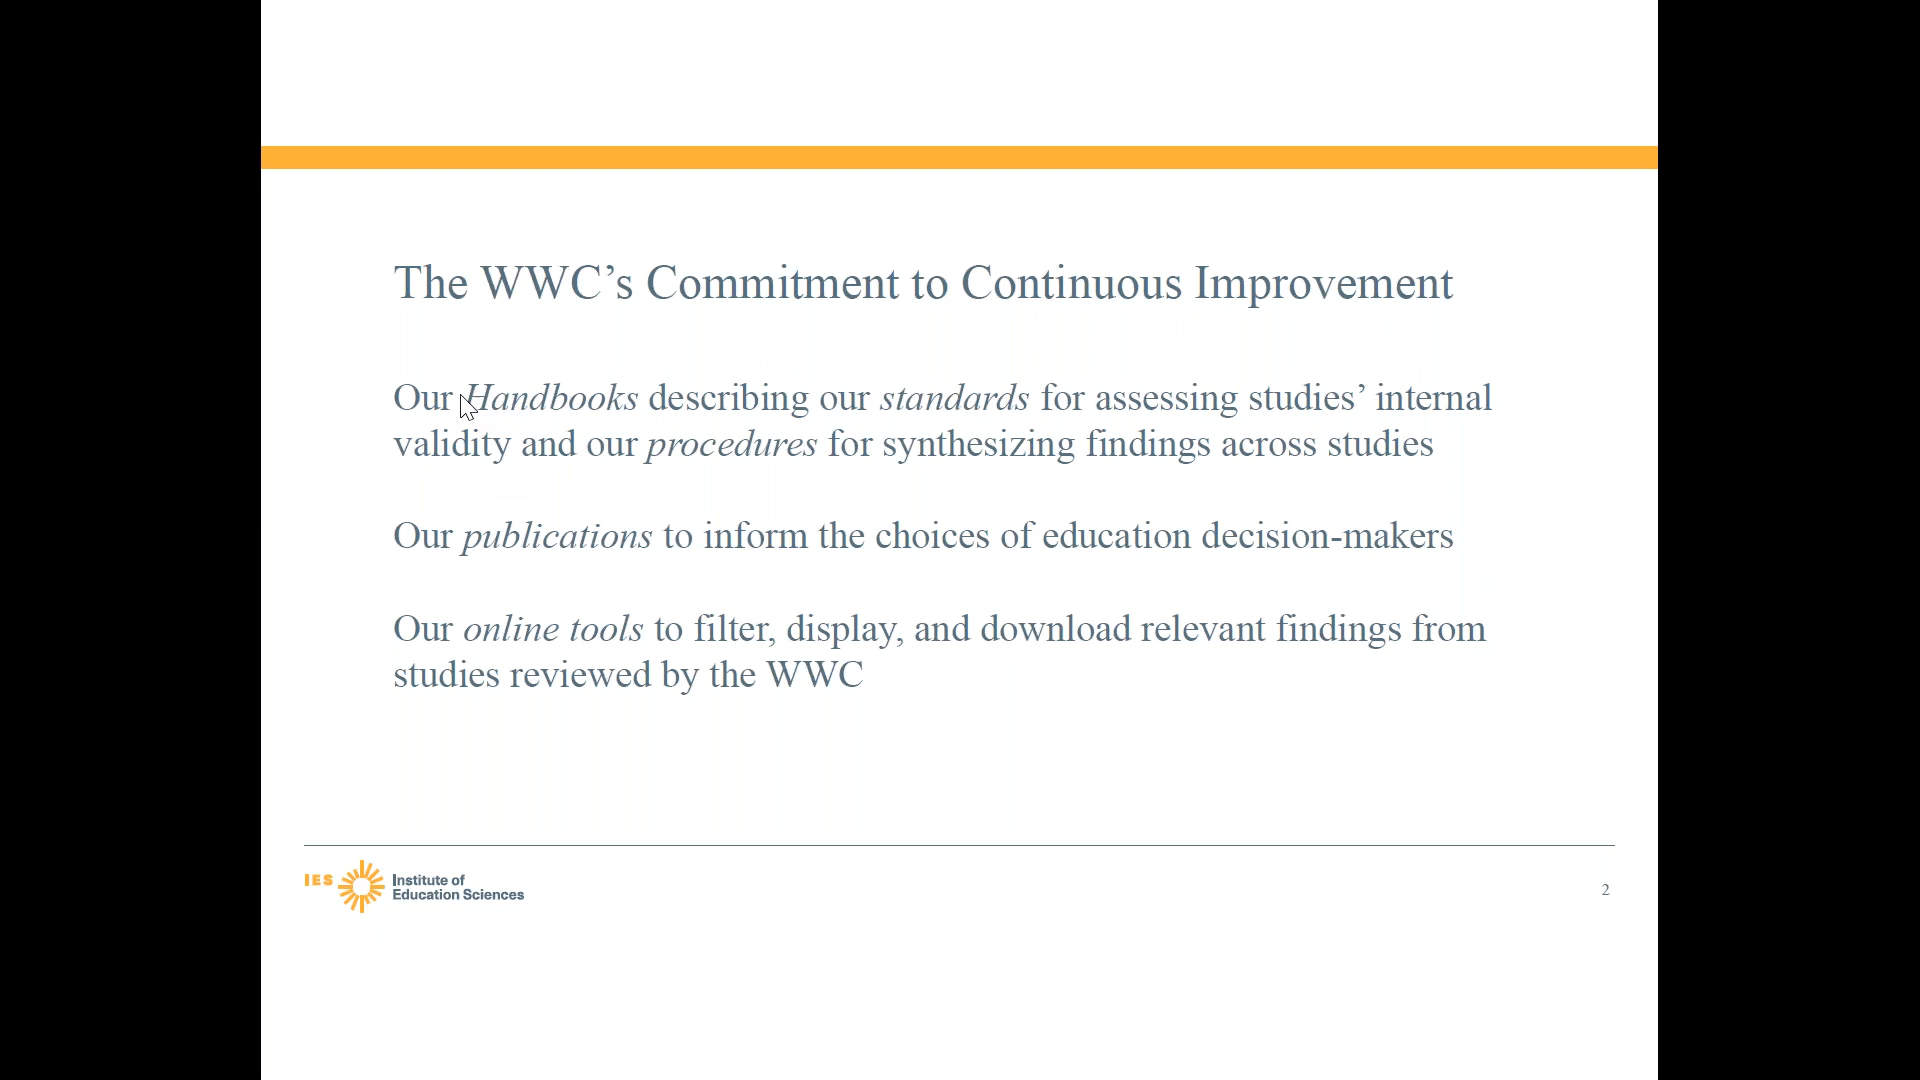 The WWC’s Commitment to Continuous Improvement
Our Handbooks describing our standards for assessing studies’ internal
validity and our procedures for synthesizing findings across studies
Our publications to inform the choices of education decision-makers
Our online tools to filter, display, and download relevant findings from
studies reviewed by the WWC
IES
Institute of
Education Sciences
2